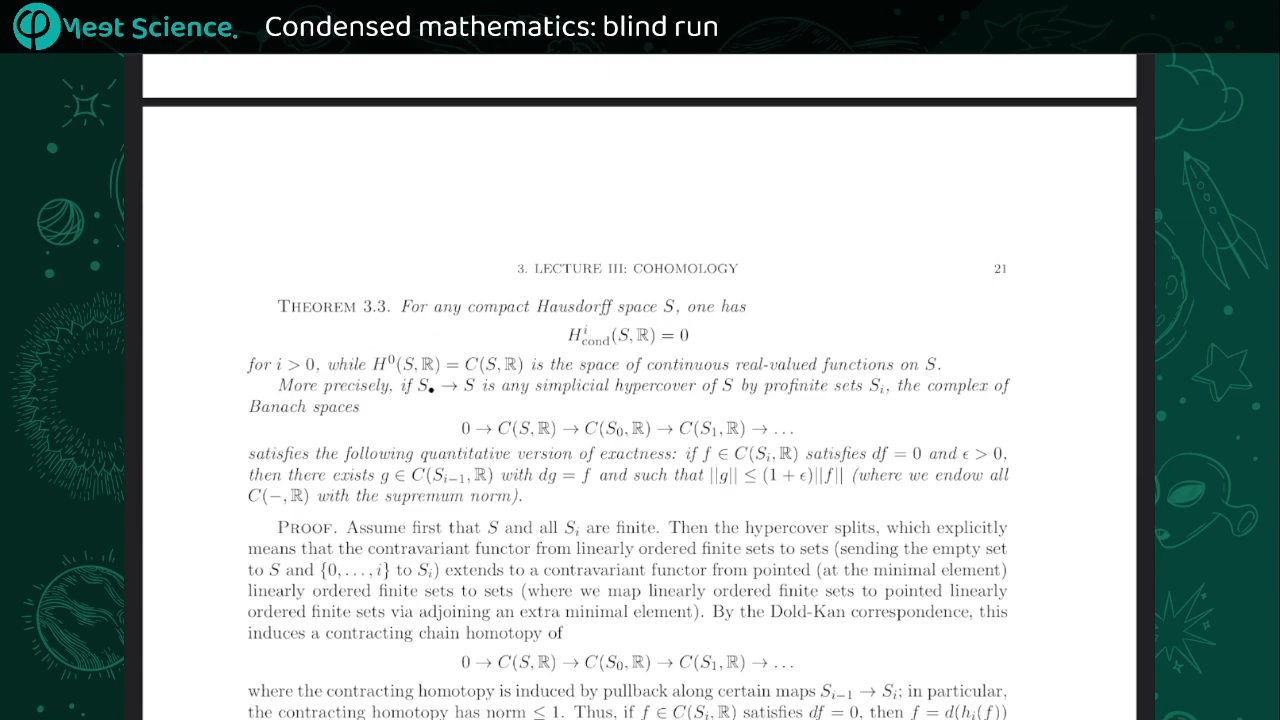 Meet Science.
Condensed mathematics: blind run
3. LECTURE III: COHOMOLOGY 21
THEOREM 3.3. For any compact Hausdorff space S, one has
H^i_cond(S, ℝ) = 0
for i > 0, while H^0(S, ℝ) = C(S, ℝ) is the space of continuous real-valued functions on S.
More precisely, if S_• → S is any simplicial hypercover of S by profinite sets S_i, the complex of
Banach spaces
0 → C(S, ℝ) → C(S_0, ℝ) → C(S_1, ℝ) → ...
satisfies the following quantitative version of exactness: if f ∈ C(S_i, ℝ) satisfies df = 0 and ϵ > 0,
then there exists g ∈ C(S_{i−1}, ℝ) with dg = f and such that ||g|| ≤ (1 + ϵ)||f|| (where we endow all
C(−, ℝ) with the supremum norm).
PROOF. Assume first that S and all S_i are finite. Then the hypercover splits, which explicitly
means that the contravariant functor from linearly ordered finite sets to sets (sending the empty set
to S and {0, . . . , i} to S_i) extends to a contravariant functor from pointed (at the minimal element)
linearly ordered finite sets to sets (where we map linearly ordered finite sets to pointed linearly
ordered finite sets via adjoining an extra minimal element). By the Dold-Kan correspondence, this
induces a contracting chain homotopy of
0 → C(S, ℝ) → C(S_0, ℝ) → C(S_1, ℝ) → ...
where the contracting homotopy is induced by pullback along certain maps S_{i−1} → S_i; in particular,
the contracting homotopy has norm ≤ 1. Thus, if f ∈ C(S_i, ℝ) satisfies df = 0, then f = d(h_i(f))